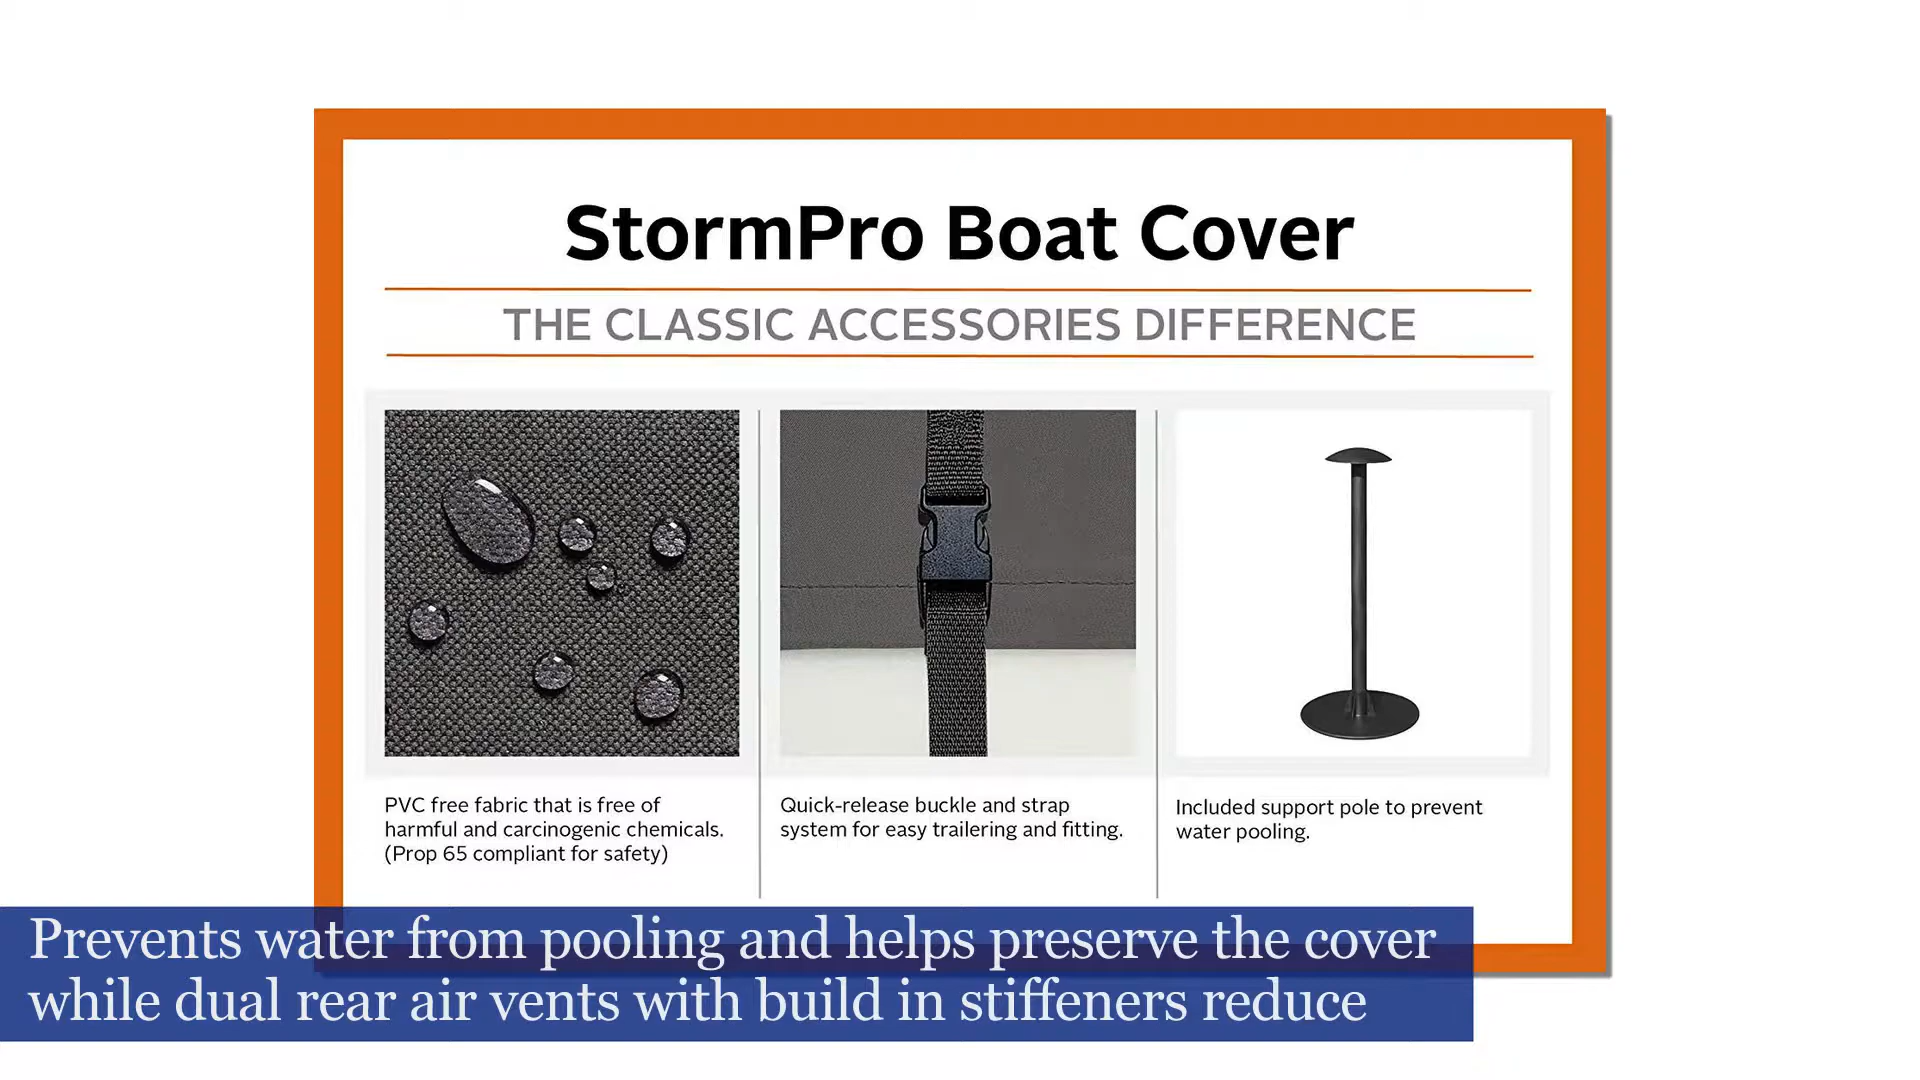 StormPro Boat Cover
THE CLASSIC ACCESSORIES DIFFERENCE
PVC free fabric that is free of
harmful and carcinogenic chemicals.
(Prop 65 compliant for safety)
Quick-release buckle and strap
system for easy trailering and fitting.
Included support pole to prevent
water pooling.
Prevents water from pooling and helps preserve the cover
while dual rear air vents with build in stiffeners reduce